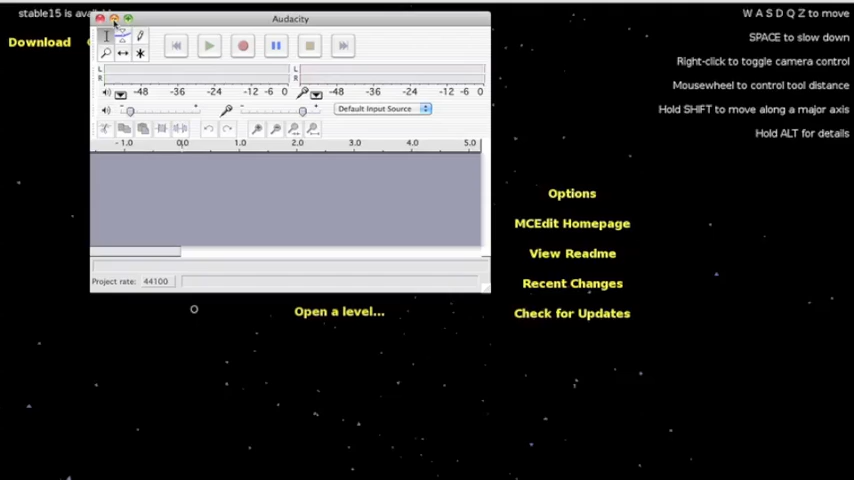 stable15 is avail
Download
Audacity
L
R
-48 -36 -24 -12 -6 0
L
R
-48 -36 -24 -12 -6 0
Default Input Source
- 1.0 0.0 1.0 2.0 3.0 4.0 5.0
Project rate: 44100
W A S D Q Z to move
SPACE to slow down
Right-click to toggle camera control
Mousewheel to control tool distance
Hold SHIFT to move along a major axis
Hold ALT for details
Options
MCEdit Homepage
View Readme
Recent Changes
Check for Updates
Open a level...